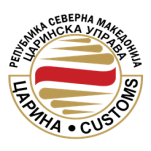 РЕПУБЛИКА СЕВЕРНА МАКЕДОНИЈА
ЦАРИНСКА УПРАВА
ЦАРИНА • CUSTOMS